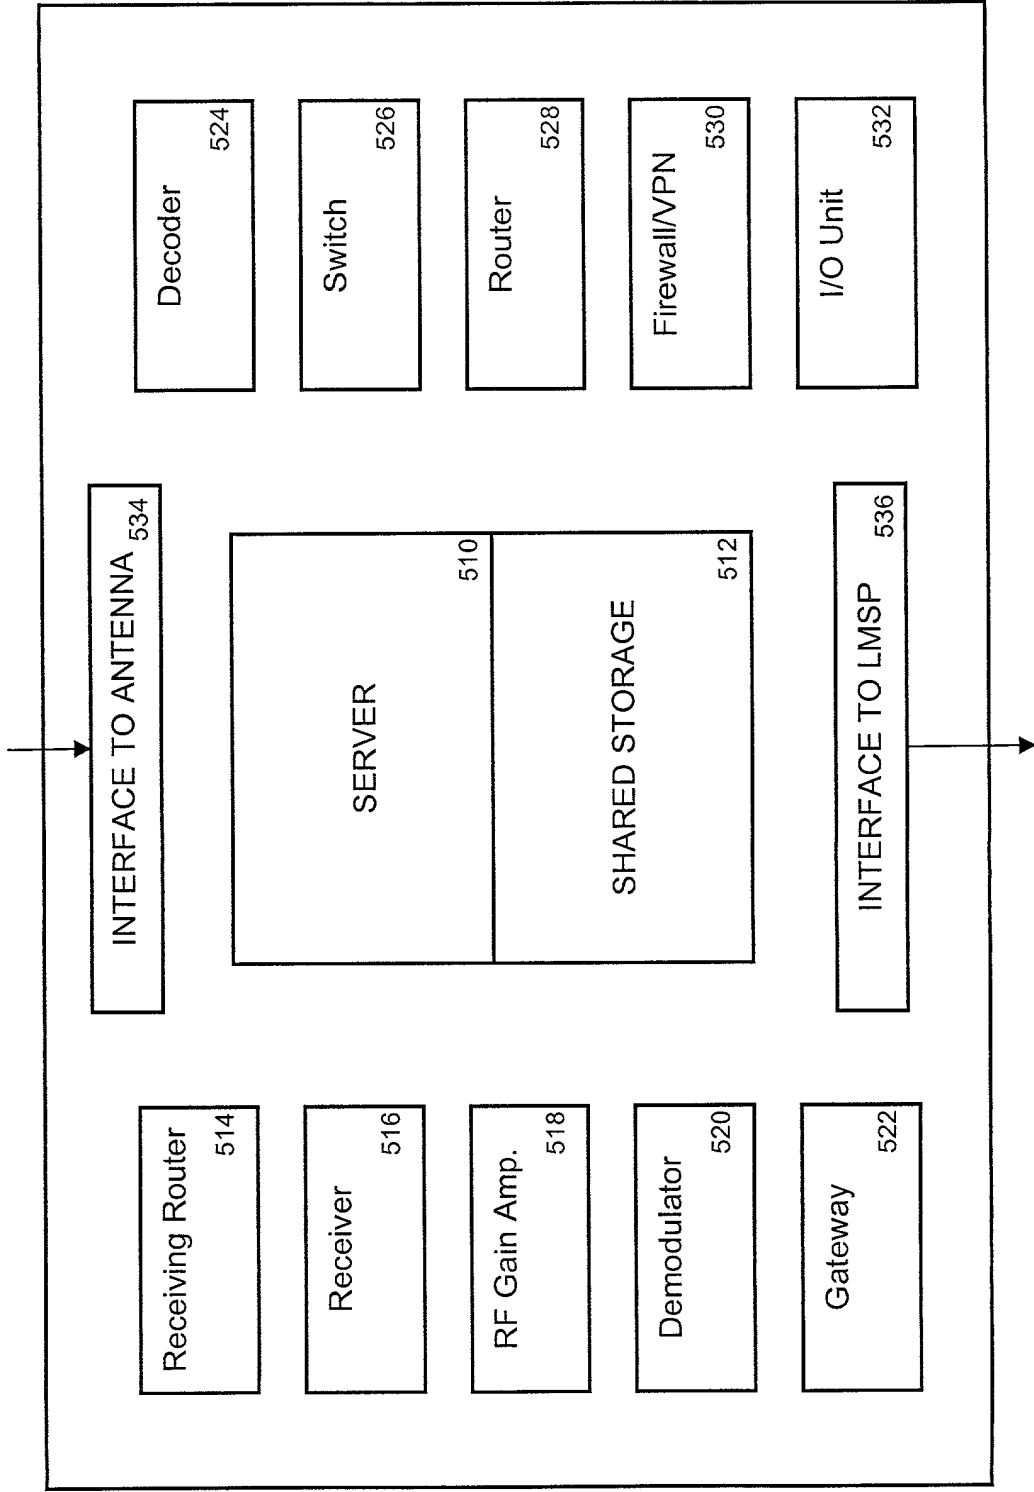 INTERFACE TO ANTENNA
534
Receiving Router
514
Receiver
516
RF Gain Amp.
518
Demodulator
520
Gateway
522
SERVER
510
SHARED STORAGE
512
Decoder
524
Switch
526
Router
528
Firewall/VPN
530
I/O Unit
532
INTERFACE TO LMSP
536